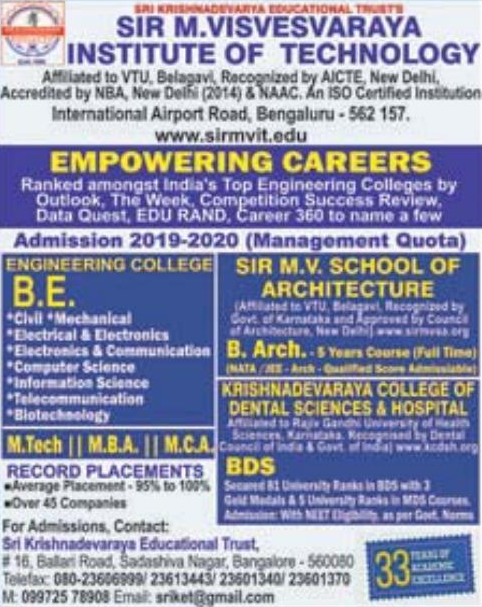 SRI KRISHNADEVARYA EDUCATIONAL TRUST'S
SIR M.VISVESVARAYA
INSTITUTE OF TECHNOLOGY
Affiliated to VTU, Belagavi, Recognized by AICTE, New Delhi,
Accredited by NBA, New Delhi (2014) & NAAC. An ISO Certified Institution
International Airport Road, Bengaluru - 562 157.
www.sirmvit.edu
EMPOWERING CAREERS
Ranked amongst India's Top Engineering Colleges by
Outlook, The Week, Competition Success Review,
Data Quest, EDU RAND, Career 360 to name a few
Admission 2019-2020 (Management Quota)
ENGINEERING COLLEGE
B.E.
*Civil *Mechanical
*Electrical & Electronics
*Electronics & Communication
*Computer Science
*Information Science
*Telecommunication
*Biotechnology
M.Tech || M.B.A. || M.C.A.
RECORD PLACEMENTS
■Average Placement - 95% to 100%
■Over 45 Companies
SIR M.V. SCHOOL OF
ARCHITECTURE
(Affiliated to VTU, Belagavi, Recognized by
Govt. of Karnataka and Approved by Council
of Architecture, New Delhi) www.sirmvsa.org
B. Arch. - 5 Years Course (Full Time)
(NATA / JEE - Arch - Qualified Score Admissiable)
KRISHNADEVARAYA COLLEGE OF
DENTAL SCIENCES & HOSPITAL
Affiliated to Rajiv Gandhi University of Health
Sciences, Karnataka. Recognised by Dental
Council of India & Govt. of India) www.kcdsh.org
BDS
Secured 81 University Ranks in BDS with 3
Gold Medals & 5 University Ranks in MDS Courses.
Admission: With NEET Eligibility, as per Govt. Norms
For Admissions, Contact:
Sri Krishnadevaraya Educational Trust,
# 16, Ballari Road, Sadashiva Nagar, Bangalore - 560080
Telefax: 080-23606999/ 23613443/ 23601340/ 23601370
M: 099725 78908 Email: sriket@gmail.com
33 YEARS OF
ACADEMIC
EXCELLENCE